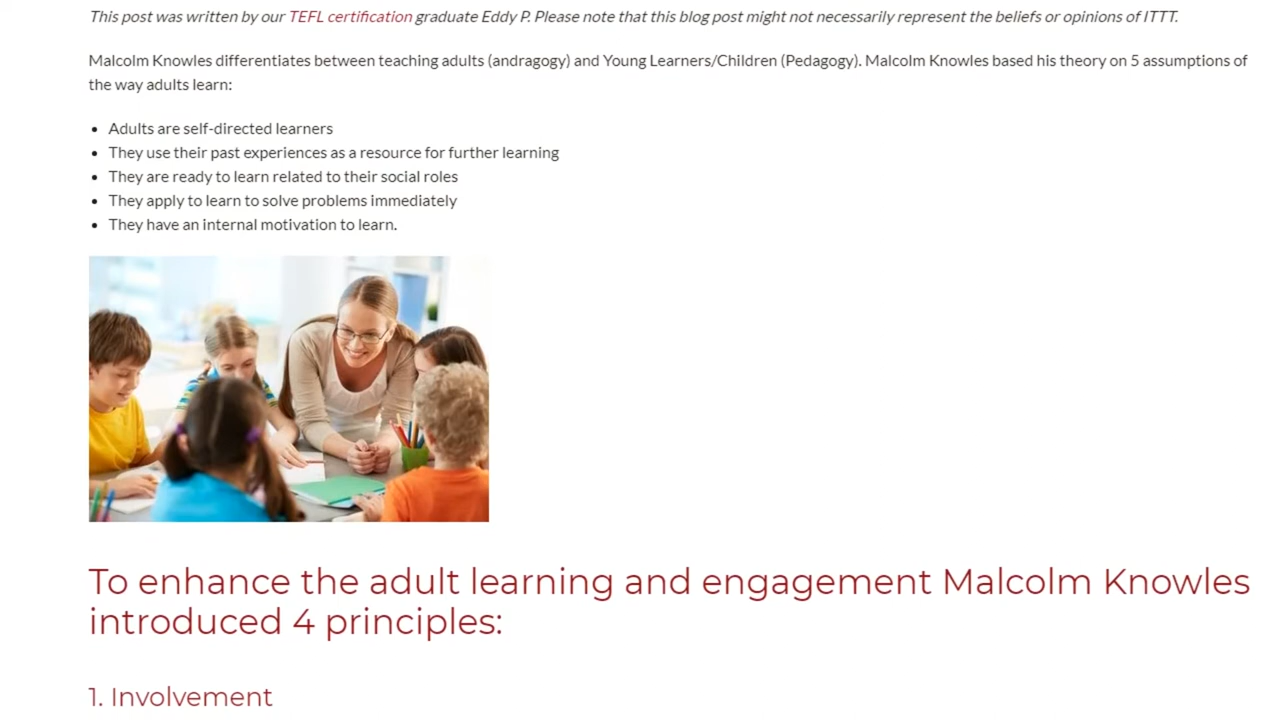 This post was written by our TEFL certification graduate Eddy P. Please note that this blog post might not necessarily represent the beliefs or opinions of ITTT.
Malcolm Knowles differentiates between teaching adults (andragogy) and Young Learners/Children (Pedagogy). Malcolm Knowles based his theory on 5 assumptions of
the way adults learn:
• Adults are self-directed learners
• They use their past experiences as a resource for further learning
• They are ready to learn related to their social roles
• They apply to learn to solve problems immediately
• They have an internal motivation to learn.
To enhance the adult learning and engagement Malcolm Knowles
introduced 4 principles:
1. Involvement